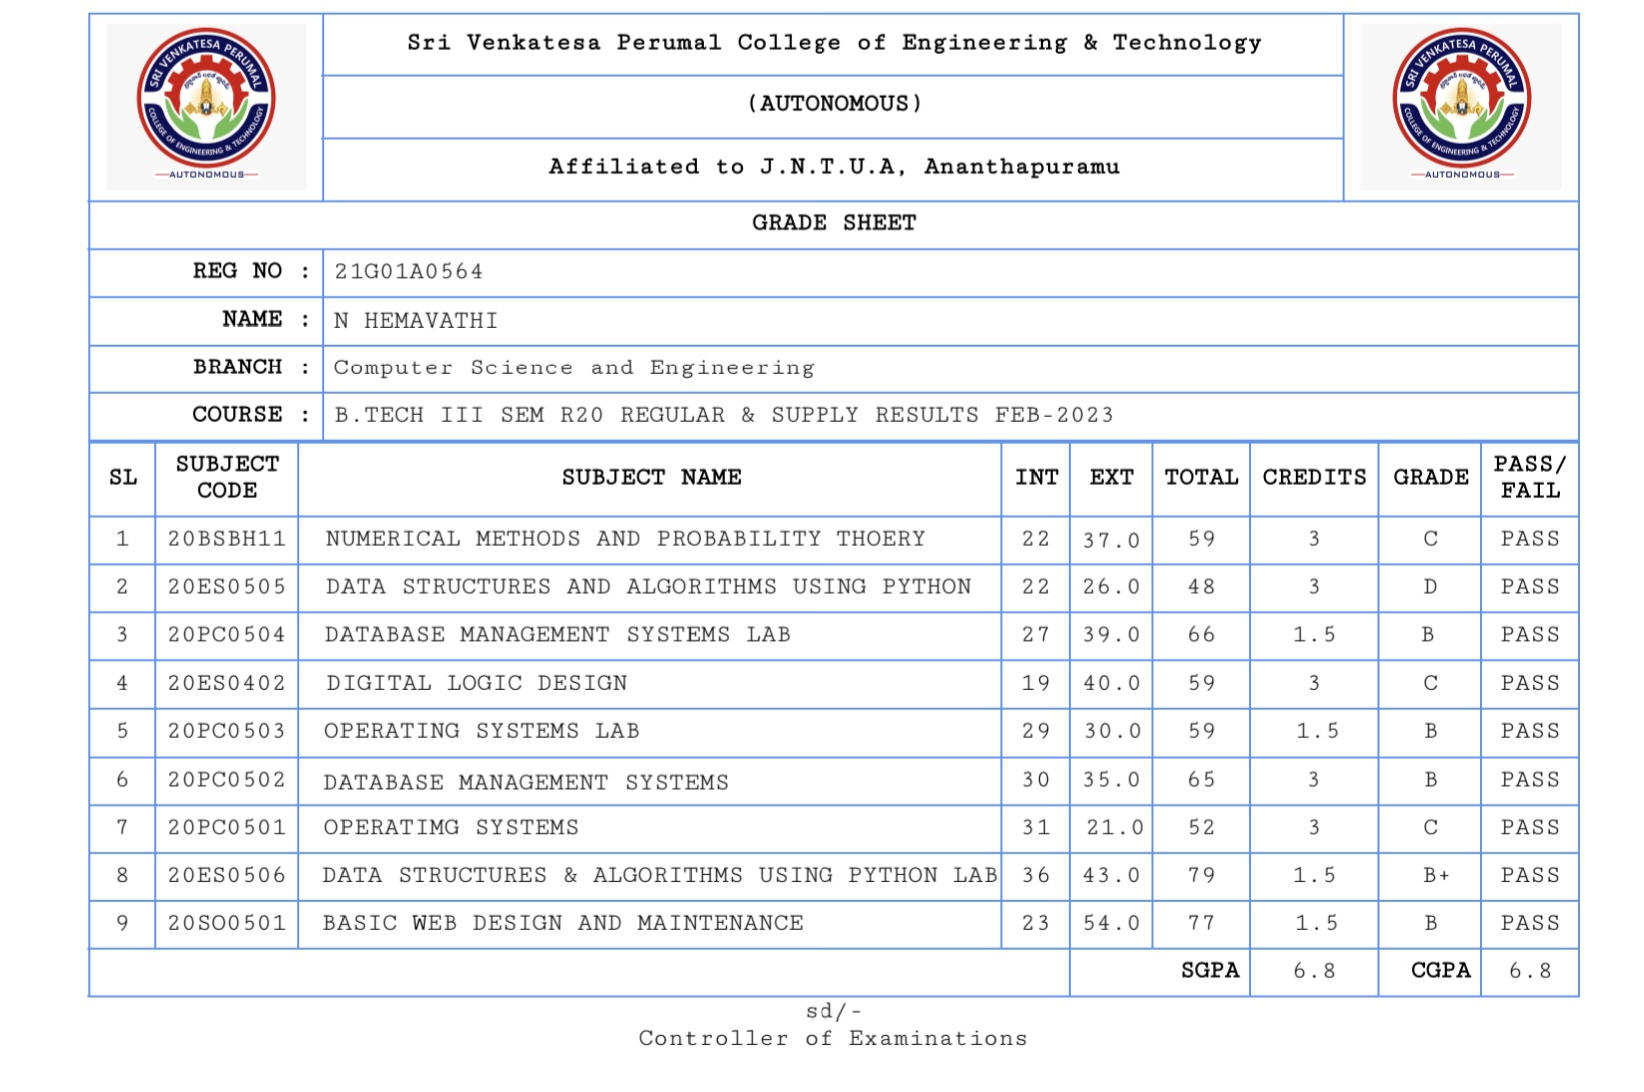 SRI VENKATESA PERUMAL
COLLEGE OF ENGINEERING & TECHNOLOGY
AUTONOMOUS
Sri Venkatesa Perumal College of Engineering & Technology
(AUTONOMOUS)
Affiliated to J.N.T.U.A, Ananthapuramu
SRI VENKATESA PERUMAL
COLLEGE OF ENGINEERING & TECHNOLOGY
AUTONOMOUS
GRADE SHEET
REG NO : 21G01A0564
NAME : N HEMAVATHI
BRANCH : Computer Science and Engineering
COURSE : B.TECH III SEM R20 REGULAR & SUPPLY RESULTS FEB-2023
SL SUBJECT CODE SUBJECT NAME INT EXT TOTAL CREDITS GRADE PASS/ FAIL
1 20BSBH11 NUMERICAL METHODS AND PROBABILITY THOERY 22 37.0 59 3 C PASS
2 20ES0505 DATA STRUCTURES AND ALGORITHMS USING PYTHON 22 26.0 48 3 D PASS
3 20PC0504 DATABASE MANAGEMENT SYSTEMS LAB 27 39.0 66 1.5 B PASS
4 20ES0402 DIGITAL LOGIC DESIGN 19 40.0 59 3 C PASS
5 20PC0503 OPERATING SYSTEMS LAB 29 30.0 59 1.5 B PASS
6 20PC0502 DATABASE MANAGEMENT SYSTEMS 30 35.0 65 3 B PASS
7 20PC0501 OPERATIMG SYSTEMS 31 21.0 52 3 C PASS
8 20ES0506 DATA STRUCTURES & ALGORITHMS USING PYTHON LAB 36 43.0 79 1.5 B+ PASS
9 20SO0501 BASIC WEB DESIGN AND MAINTENANCE 23 54.0 77 1.5 B PASS
SGPA 6.8 CGPA 6.8
sd/-
Controller of Examinations